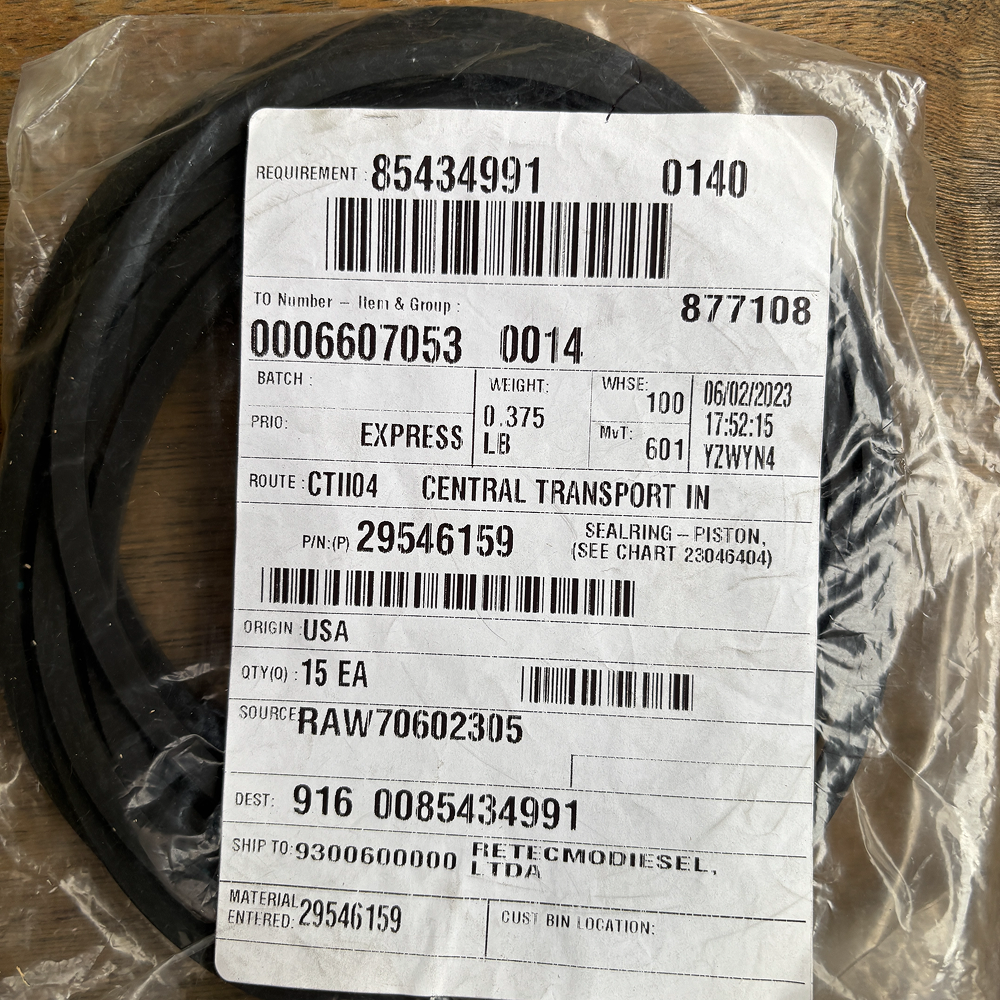 REQUIREMENT : 85434991 0140
TO Number – Item & Group : 877108
0006607053 0014
BATCH :
PRIO: EXPRESS
WEIGHT:
0.375
LB
WHSE: 100
MvT: 601
06/02/2023
17:52:15
YZWYN4
ROUTE : CTII04 CENTRAL TRANSPORT IN
P/N:(P) 29546159 SEALRING – PISTON,
(SEE CHART 23046404)
ORIGIN : USA
QTY(Q) : 15 EA
SOURCE RAW70602305
DEST: 916 0085434991
SHIP TO: 9300600000 RETECMODIESEL,
LTDA
MATERIAL
ENTERED: 29546159
CUST BIN LOCATION: